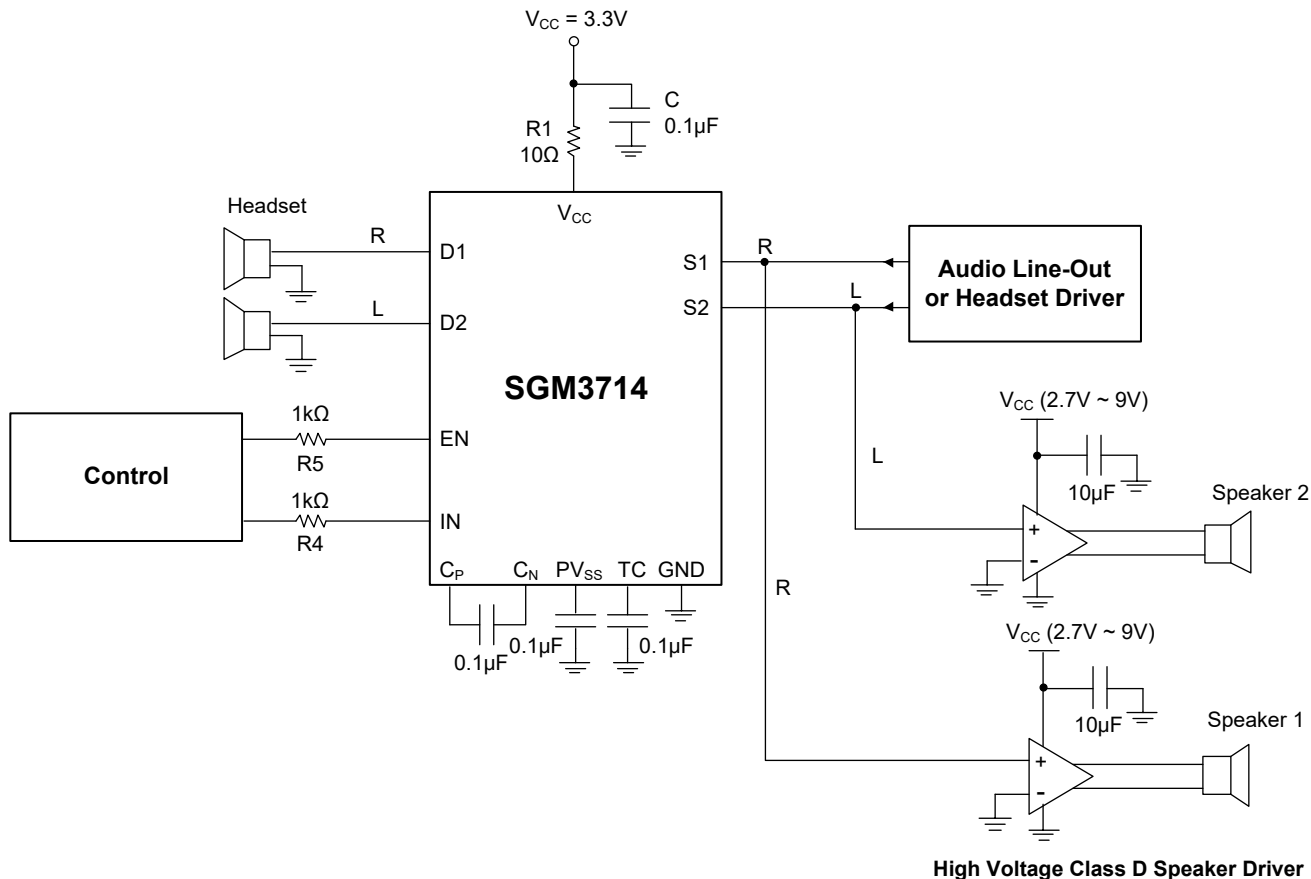 V_CC = 3.3V
C
0.1µF
R1
10Ω
Headset
V_CC
R
D1
R
S1
Audio Line-Out
or Headset Driver
L
D2
L
S2
SGM3714
V_CC (2.7V ~ 9V)
Control
1kΩ
EN
R5
L
10µF
Speaker 2
1kΩ
IN
R4
+
-
C_P
C_N
PV_SS
TC
GND
R
0.1µF
0.1µF
0.1µF
V_CC (2.7V ~ 9V)
10µF
Speaker 1
+
-
High Voltage Class D Speaker Driver